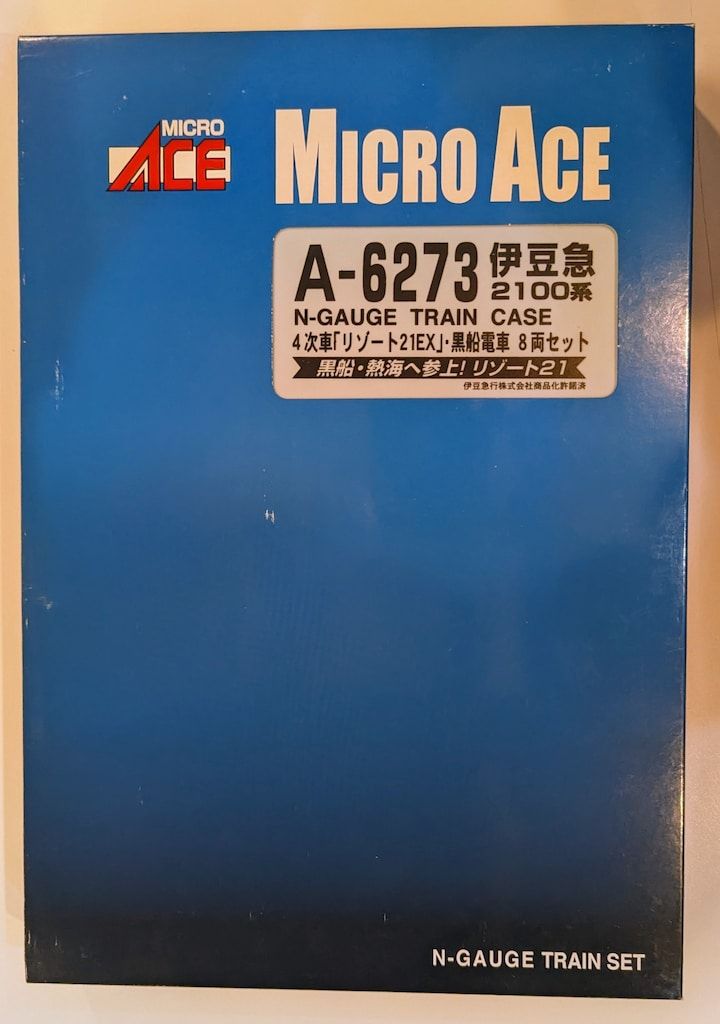 MICRO
ACE
MICRO ACE
A-6273 伊豆急
2100系
N-GAUGE TRAIN CASE
4次車「リゾート21EX」・黒船電車 8両セット
黒船・熱海へ参上!リゾート21
伊豆急行株式会社商品化許諾済
N-GAUGE TRAIN SET